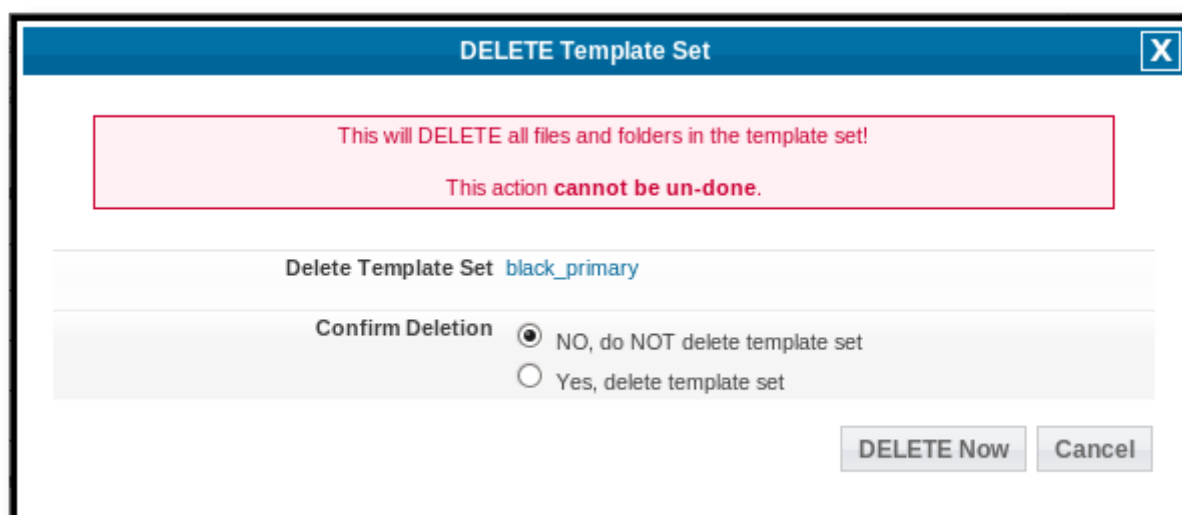 DELETE Template Set X
This will DELETE all files and folders in the template set!
This action cannot be un-done.
Delete Template Set black_primary
Confirm Deletion
NO, do NOT delete template set
Yes, delete template set
DELETE Now Cancel